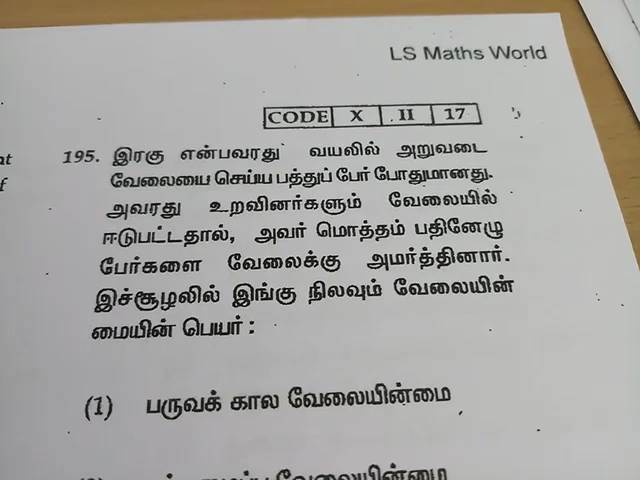 LS Maths World
CODE X II 17
195. இரகு என்பவரது வயலில் அறுவடை
வேலையை செய்ய பத்துப் பேர் போதுமானது.
அவரது உறவினர்களும் வேலையில்
ஈடுபட்டதால், அவர் மொத்தம் பதினேழு
பேர்களை வேலைக்கு அமர்த்தினார்.
இச்சூழலில் இங்கு நிலவும் வேலையின்
மையின் பெயர் :
(1) பருவக் கால வேலையின்மை
வேலையின்மை